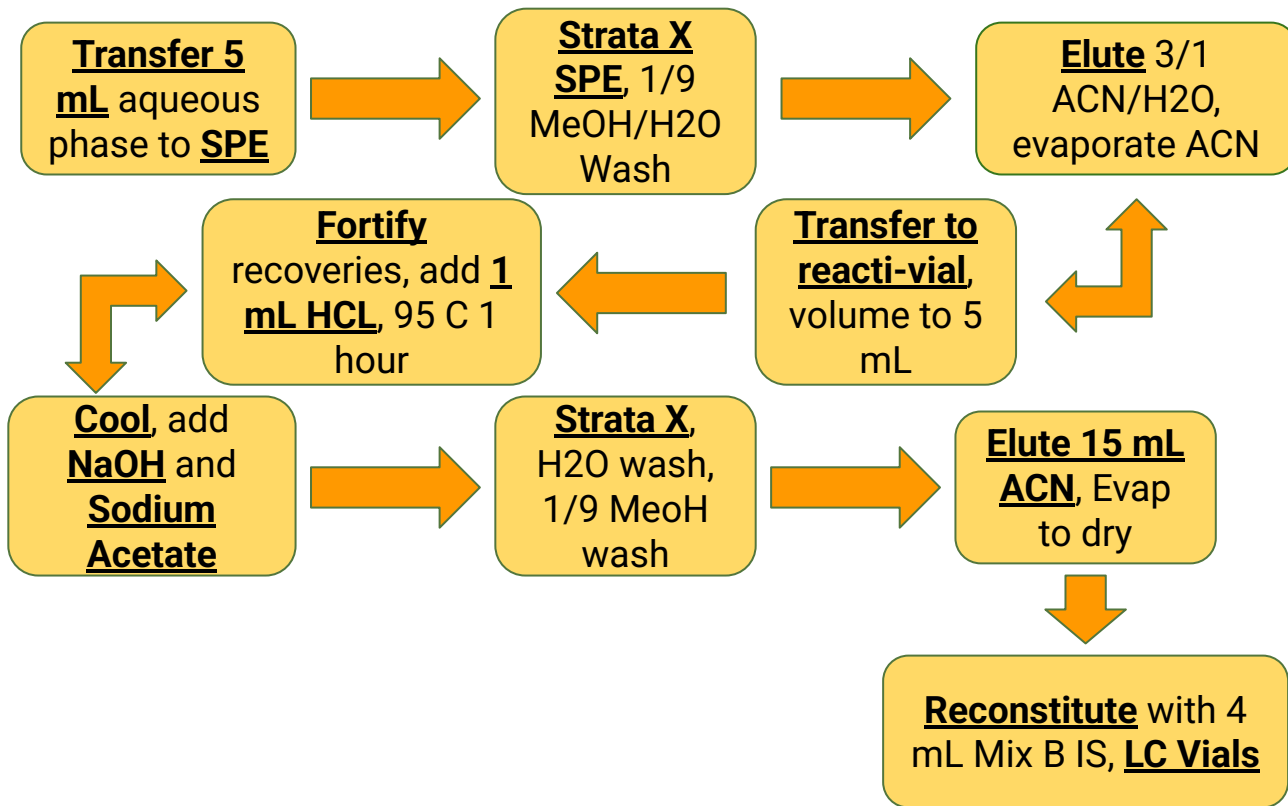 Transfer 5
mL aqueous
phase to SPE
Strata X
SPE, 1/9
MeOH/H2O
Wash
Elute 3/1
ACN/H2O,
evaporate ACN
Transfer to
reacti-vial,
volume to 5
mL
Fortify
recoveries, add 1
mL HCL, 95 C 1
hour
Cool, add
NaOH and
Sodium
Acetate
Strata X,
H2O wash,
1/9 MeoH
wash
Elute 15 mL
ACN, Evap
to dry
Reconstitute with 4
mL Mix B IS, LC Vials